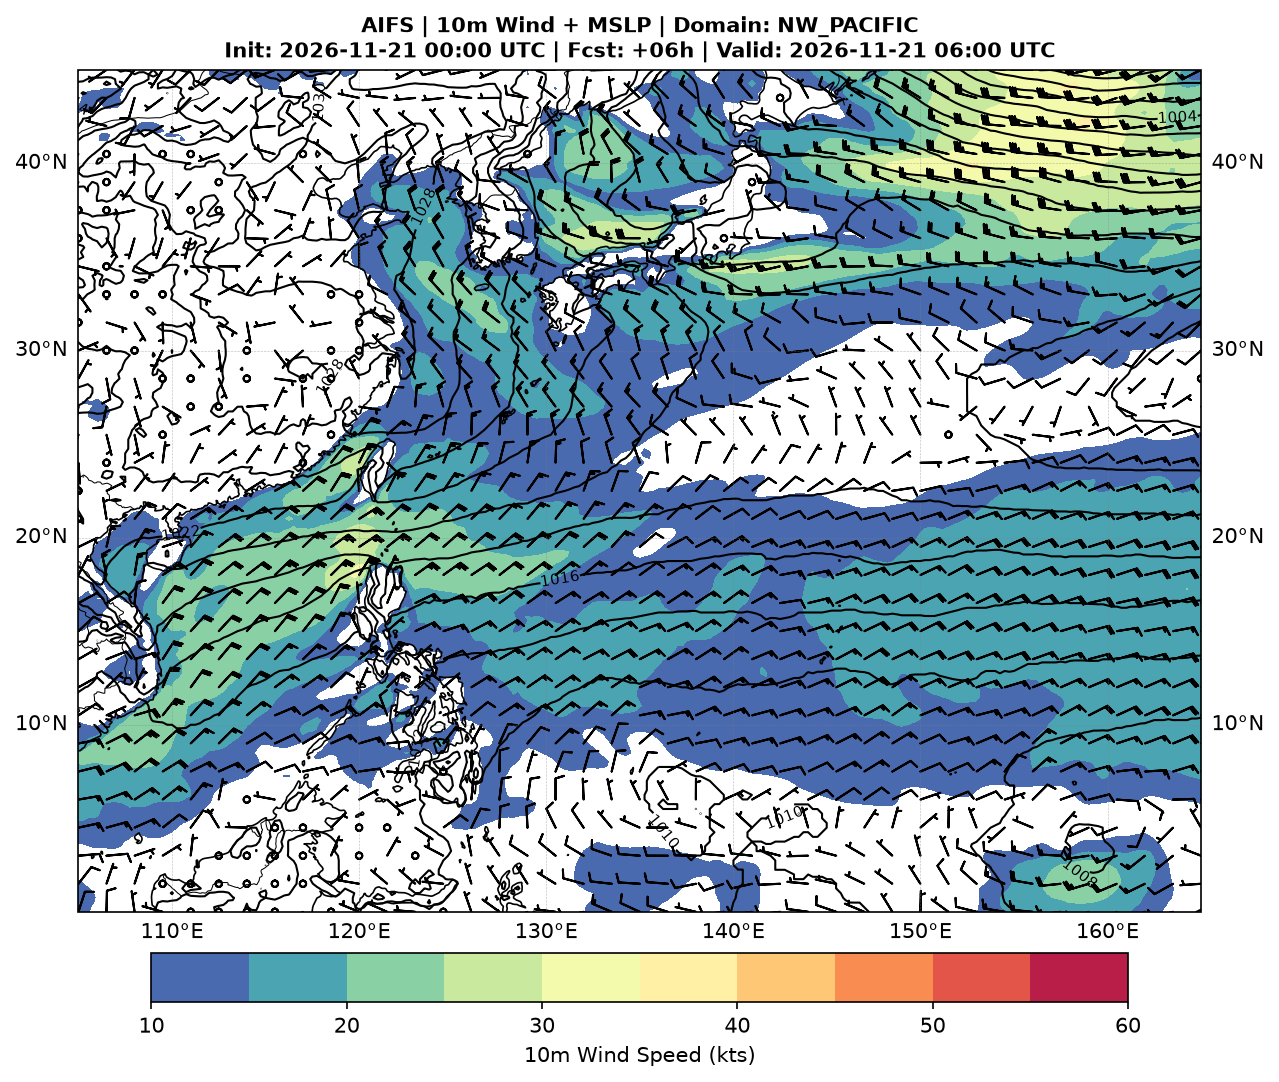 AIFS | 10m Wind + MSLP | Domain: NW_PACIFIC
Init: 2026-11-21 00:00 UTC | Fcst: +06h | Valid: 2026-11-21 06:00 UTC
40°N
30°N
20°N
10°N
40°N
30°N
20°N
10°N
1004
1028
1028
1022
1016
1010
1010
1008
110°E 120°E 130°E 140°E 150°E 160°E
10 20 30 40 50 60
10m Wind Speed (kts)